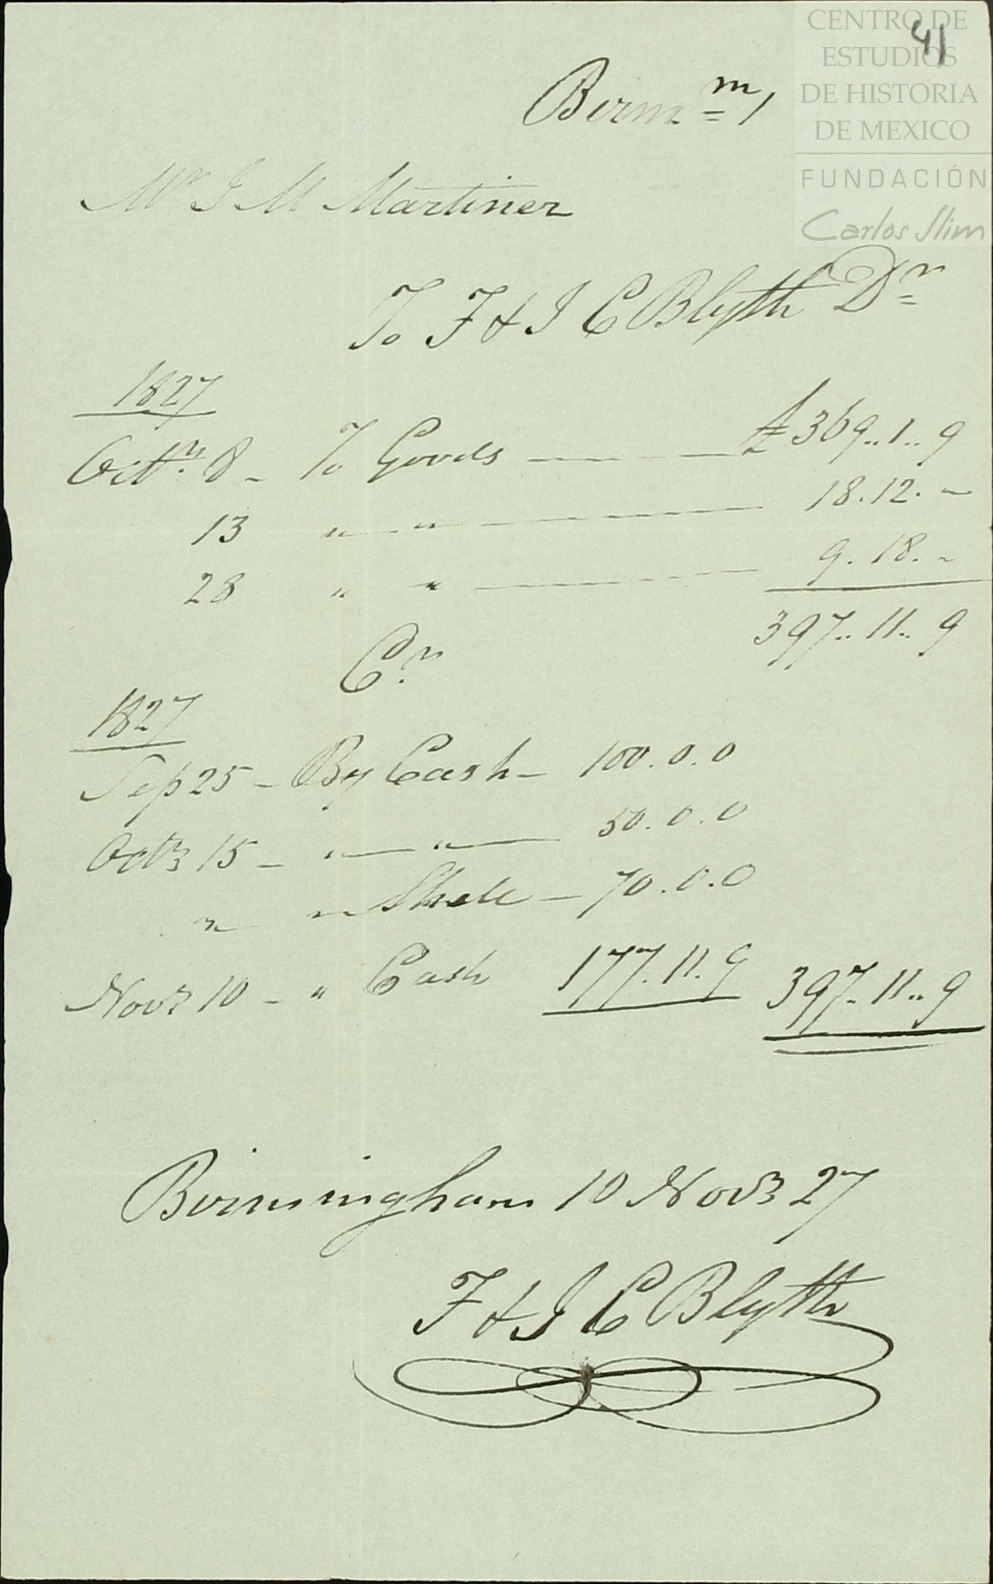 CENTRO DE
ESTUDIOS
DE HISTORIA
DE MEXICO
FUNDACIÓN
Carlos Slim
41
Birm m
Mr J M Martiner
To F & J C Blyth Dr
1827
Octr 8 - To Goods — £369..1..9
13 " " — 18.12. -
28 " " — 9.18. -
397..11..9
Cr
1827
Sep 25 - By Cash - 100.0.0
Octr 15 - " " — 50.0.0
" " — 70.0.0
Novr 10 - " Cash 177.11.9 397.11..9
Birmingham 10 Novr 27
F & J C Blyth